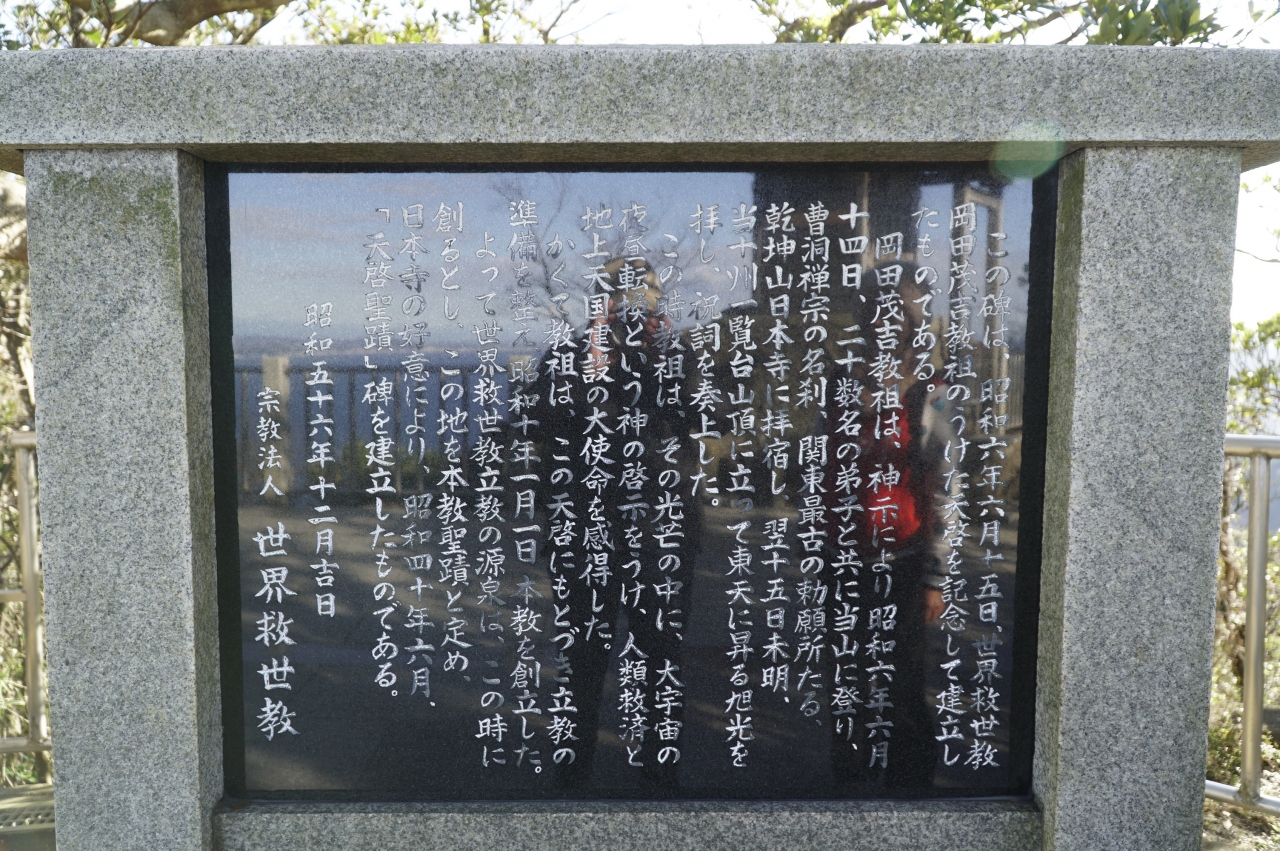 この碑は、昭和六年六月十五日、世界救世教
岡田茂吉教祖のうけた天啓を記念して建立し
たものである。
岡田茂吉教祖は、神示により昭和六年六月
十四日、二十数名の弟子と共に当山に登り、
曹洞禅宗の名刹、関東最古の勅願所たる、
乾坤山日本寺に拝宿し、翌十五日未明、
当十州一覧台山頂に立って東天に昇る旭光を
拝し、祝詞を奏上した。
この時教祖は、その光芒の中に、大宇宙の
夜昼転換という神の啓示をうけ、人類救済と
地上天国建設の大使命を感得した。
かくて教祖は、この天啓にもとづき立教の
準備を整え昭和十年一月一日本教を創立した。
よって世界救世教立教の源泉は、この時に
創るとし、この地を本教聖蹟と定め、
日本寺の好意により、昭和四十年六月、
「天啓聖蹟」碑を建立したものである。
昭和五十六年十二月吉日
宗教法人 世界救世教